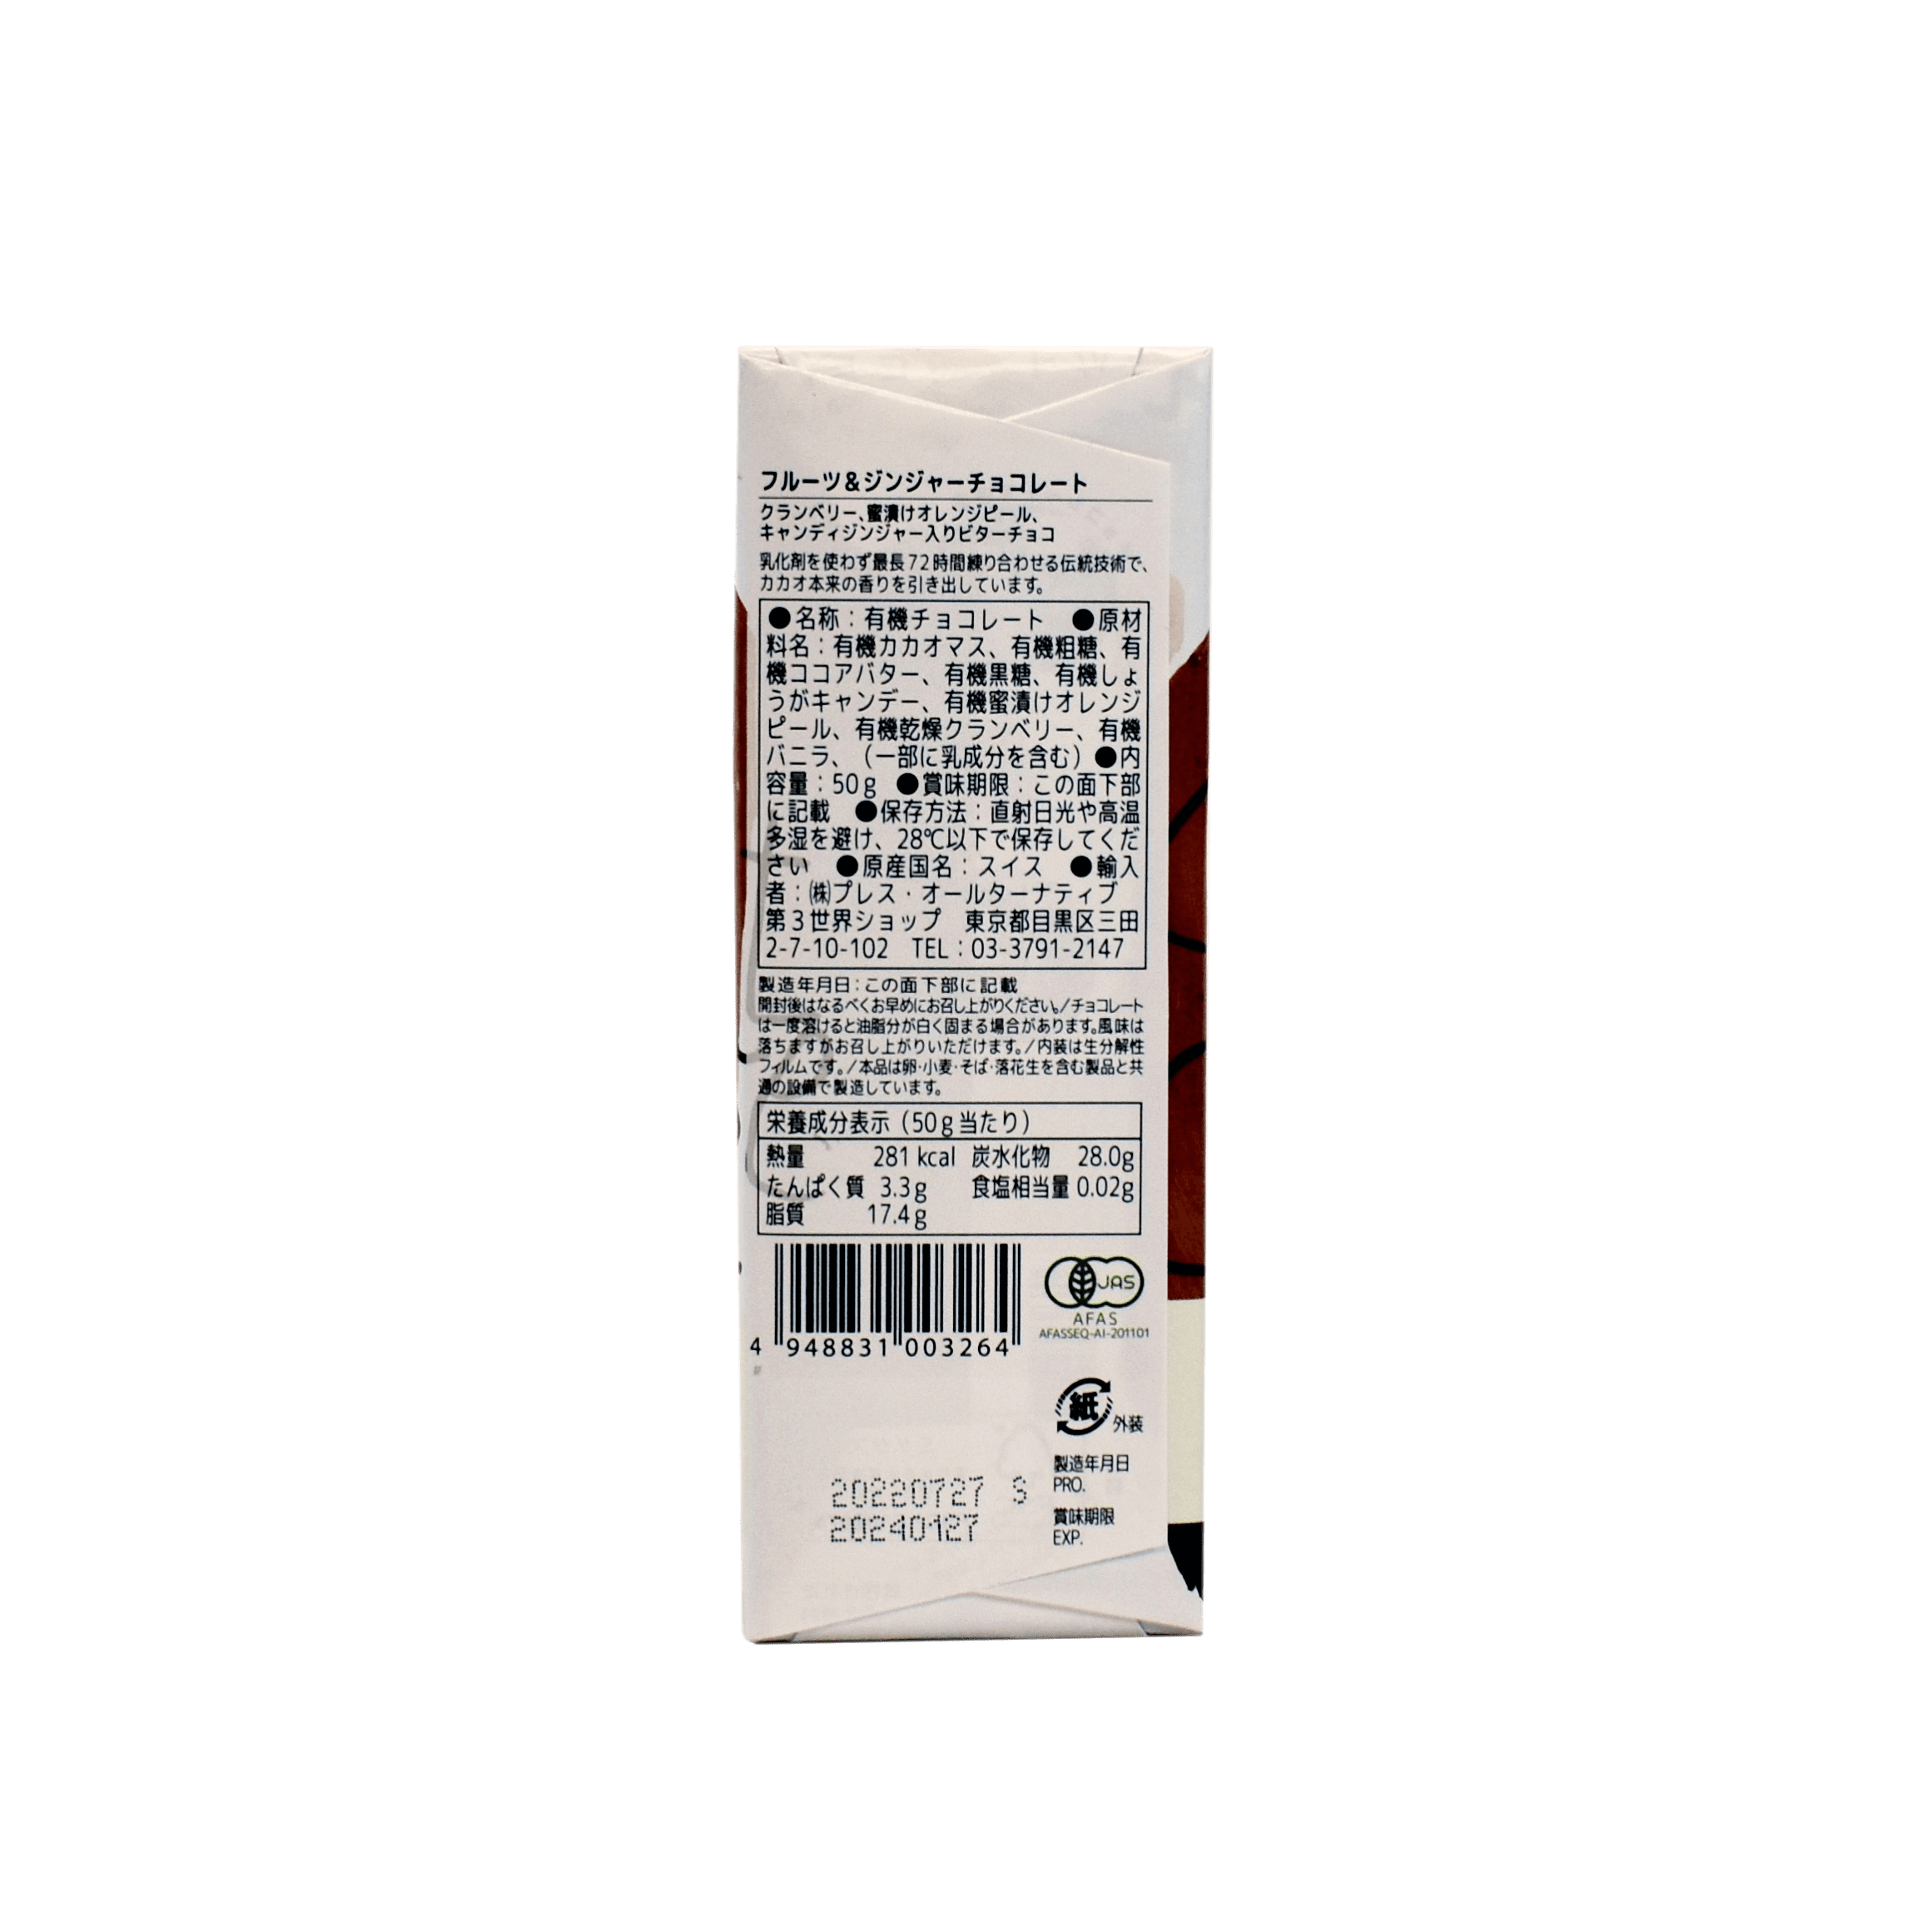 フルーツ&ジンジャーチョコレート
クランベリー、蜜漬けオレンジピール、
キャンディジンジャー入りビターチョコ
乳化剤を使わず最長72時間練り合わせる伝統技術で、
カカオ本来の香りを引き出しています。
●名称：有機チョコレート ●原材
料名：有機カカオマス、有機粗糖、有
機ココアバター、有機黒糖、有機しょ
うがキャンデー、有機蜜漬けオレンジ
ピール、有機乾燥クランベリー、有機
バニラ、（一部に乳成分を含む）●内
容量：50g ●賞味期限：この面下部
に記載 ●保存方法：直射日光や高温
多湿を避け、28℃以下で保存してくだ
さい ●原産国名：スイス ●輸入
者：㈱プレス・オールターナティブ
第3世界ショップ 東京都目黒区三田
2-7-10-102 TEL：03-3791-2147
製造年月日：この面下部に記載
開封後はなるべくお早めにお召し上がりください。/チョコレート
は一度溶けると油脂分が白く固まる場合があります。風味は
落ちますがお召し上がりいただけます。/内装は生分解性
フィルムです。/本品は卵・小麦・そば・落花生を含む製品と共
通の設備で製造しています。
栄養成分表示（50g当たり）
熱量 281 kcal 炭水化物 28.0g
たんぱく質 3.3g 食塩相当量 0.02g
脂質 17.4g
JAS
AFAS
AFASSEQ-AI-201101
4 948831 003264
紙 外装
製造年月日
PRO.
20220727 S
賞味期限
EXP.
20240127